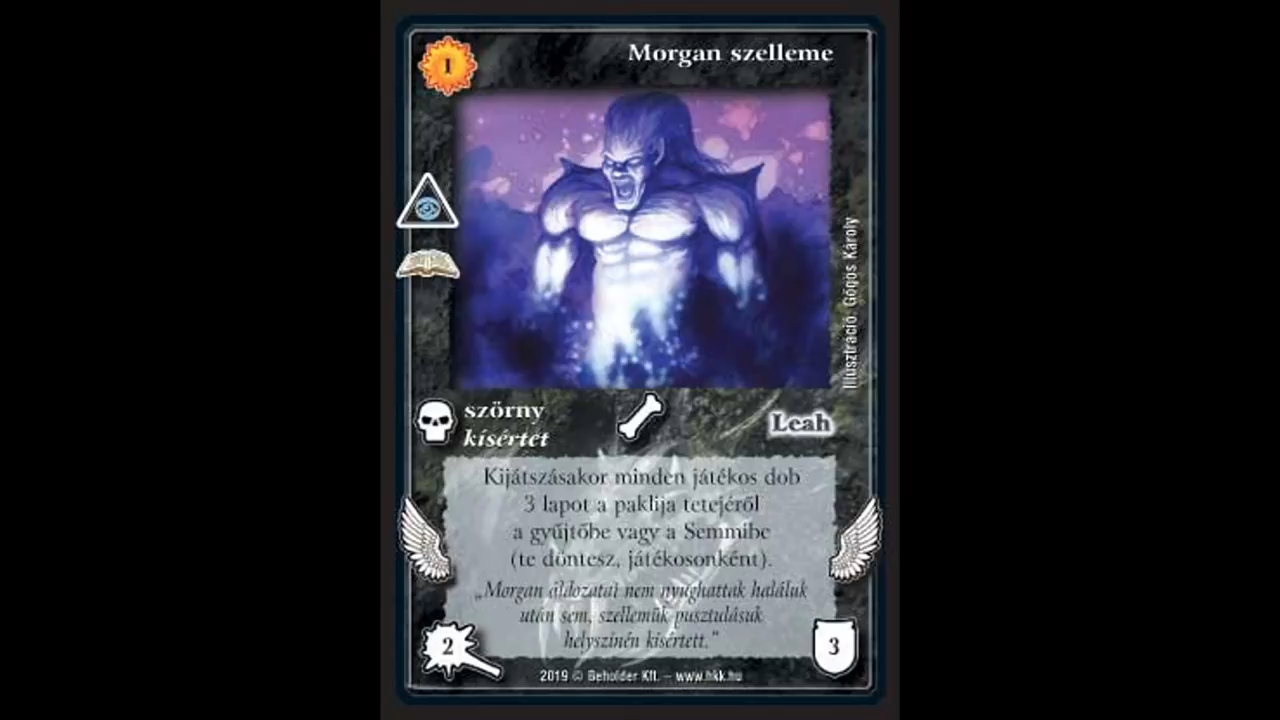 1
Morgan szelleme
Illusztráció: Gógös Károly
szörny
kísértet
Leah
Kijátszásakor minden játékos dob
3 lapot a paklija tetejéről
a gyűjtőbe vagy a Semmibe
(te döntesz, játékosonként).
„Morgan áldozatai nem nyughattak haláluk
után sem, szellemük pusztulásuk
helyszínén kísértett.”
2
3
2019 © Beholder Kft. – www.hkk.hu